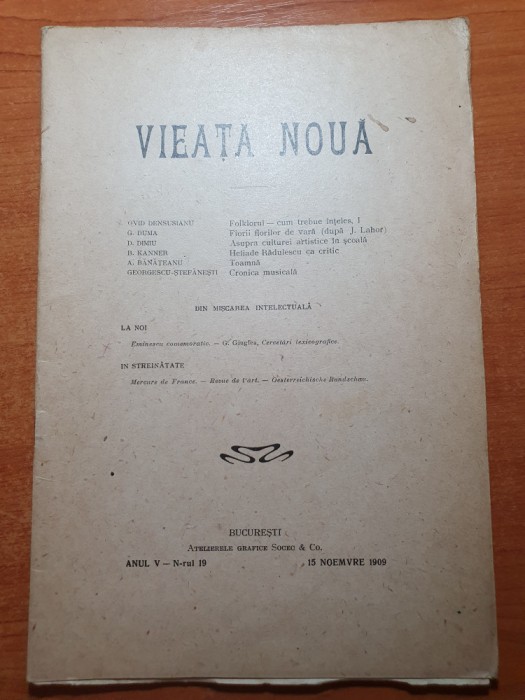 VIEAȚA NOUA
OVID DENSUSIANU Folklorul — cum trebue înțeles, I
G. DUMA Fiorii florilor de vară (după J. Lahor)
D. DIMIU Asupra culturei artistice în școală
B. KANNER Heliade Rădulescu ca critic
A. BĂNĂȚEANU Toamnă
GEORGESCU-ȘTEFĂNEȘTI Cronica musicală
DIN MIȘCAREA INTELECTUALĂ
LA NOI
Eminescu comemorativ. — G. Giuglea, Cercetări lexicografice.
IN STREINĂTATE
Mercure de France. — Revue de l'art. — Oesterreichische Rundschau.
BUCUREȘTI
ATELIERELE GRAFICE SOCEC & Co.
ANUL V — N-rul 19 15 NOEMVRE 1909